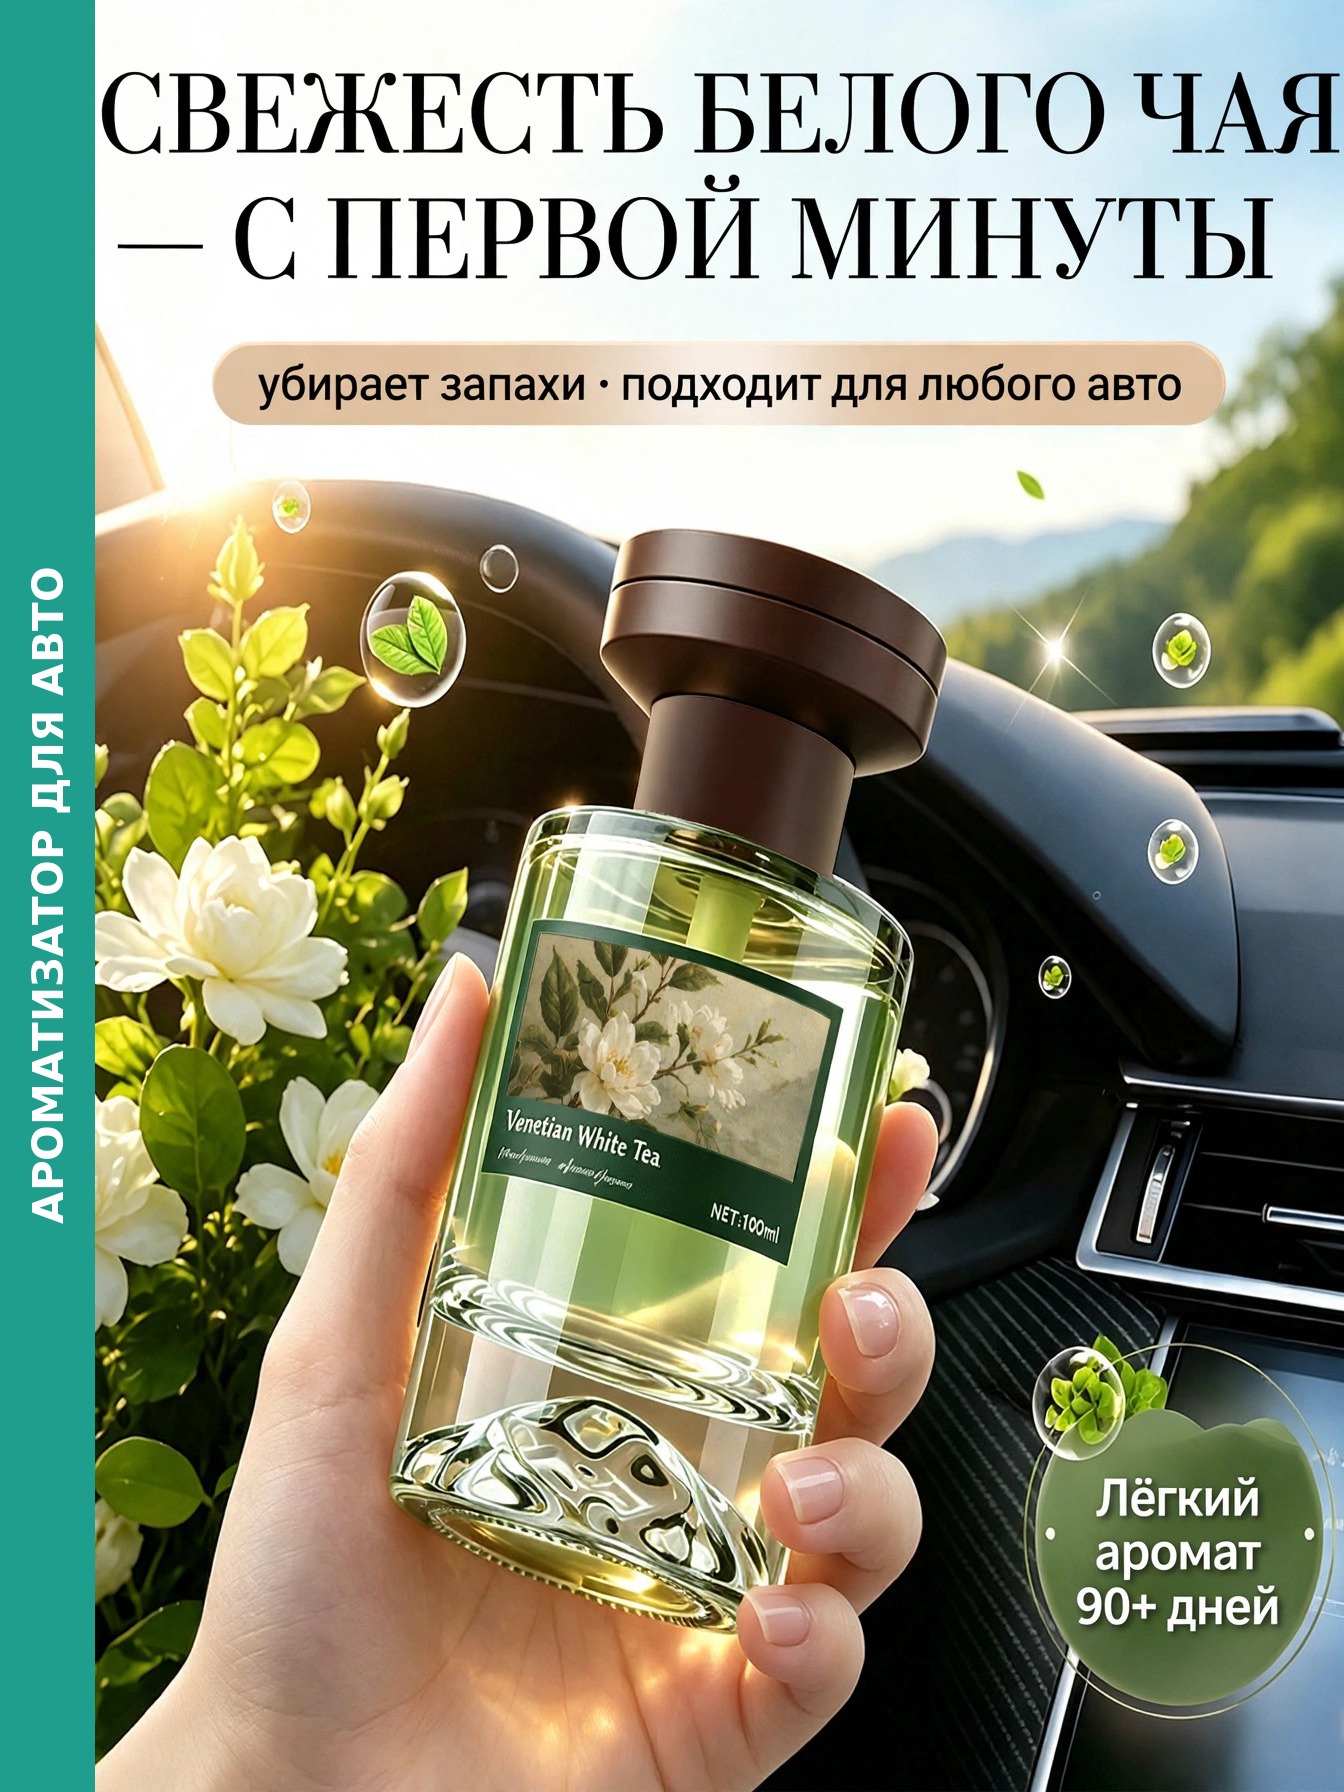 СВЕЖЕСТЬ БЕЛОГО ЧАЯ
— С ПЕРВОЙ МИНУТЫ
убирает запахи · подходит для любого авто
АРОМАТИЗАТОР ДЛЯ АВТО
Venetian White Tea
NET:100ml
Лёгкий
аромат
90+ дней